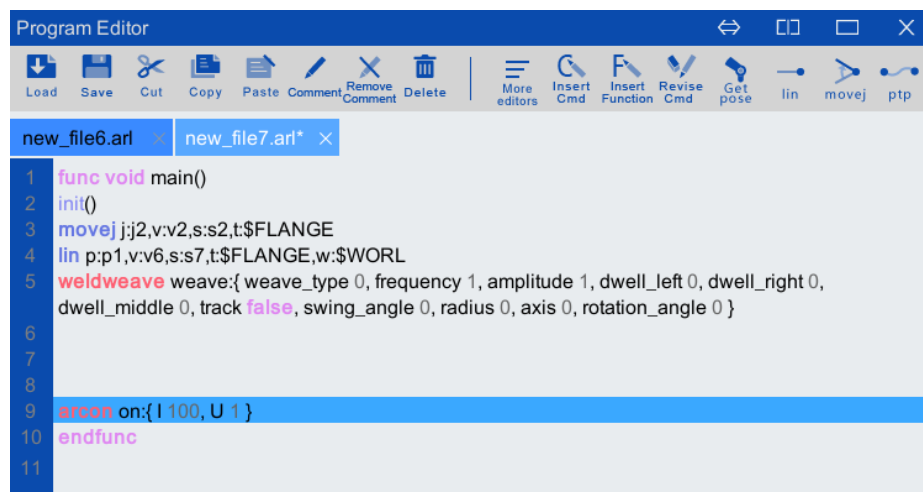 Program Editor
Load Save Cut Copy Paste Comment Remove Comment Delete More editors Insert Cmd Insert Function Revise Cmd Get pose lin movej ptp
new_file6.arl new_file7.arl*
1 func void main()
2 init()
3 movej j:j2,v:v2,s:s2,t:$FLANGE
4 lin p:p1,v:v6,s:s7,t:$FLANGE,w:$WORL
5 weldweave weave:{ weave_type 0, frequency 1, amplitude 1, dwell_left 0, dwell_right 0,
dwell_middle 0, track false, swing_angle 0, radius 0, axis 0, rotation_angle 0 }
6
7
8
9 arcon on:{ I 100, U 1 }
10 endfunc
11